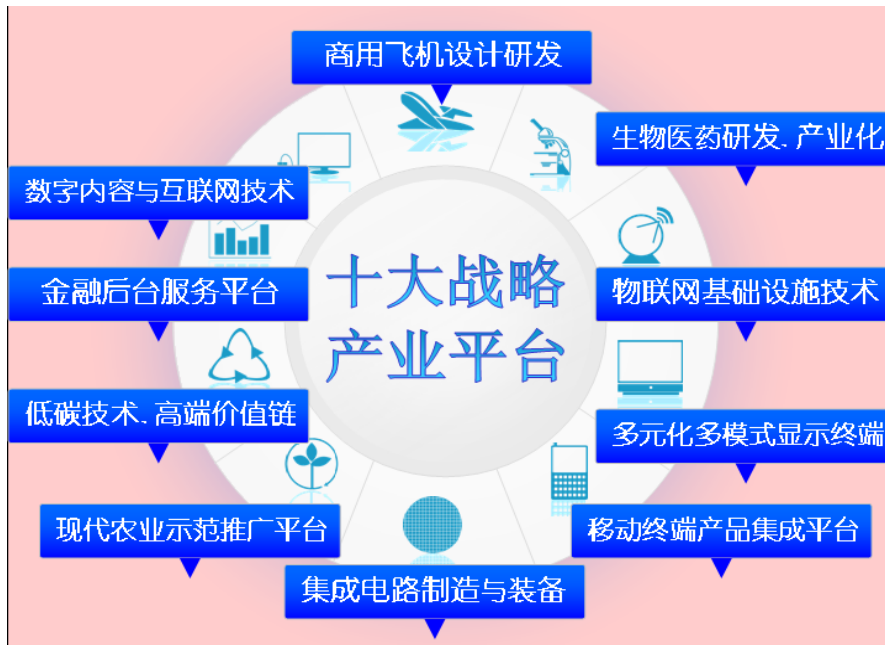 商用飞机设计研发
生物医药研发.产业化
数字内容与互联网技术
金融后台服务平台
十大战略
产业平台
物联网基础设施技术
低碳技术.高端价值链
多元化多模式显示终端
现代农业示范推广平台
移动终端产品集成平台
集成电路制造与装备